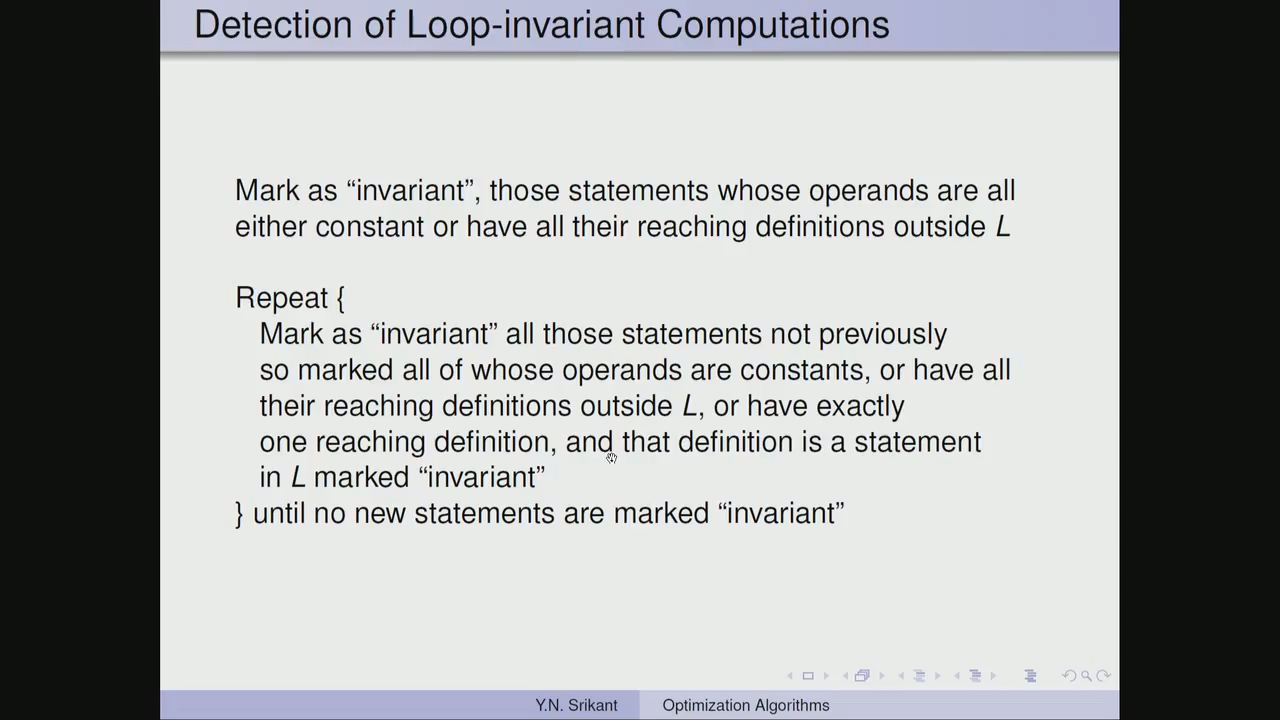 Detection of Loop-invariant Computations
Mark as “invariant”, those statements whose operands are all
either constant or have all their reaching definitions outside L
Repeat {
Mark as “invariant” all those statements not previously
so marked all of whose operands are constants, or have all
their reaching definitions outside L, or have exactly
one reaching definition, and that definition is a statement
in L marked “invariant”
} until no new statements are marked “invariant”
Y.N. Srikant
Optimization Algorithms